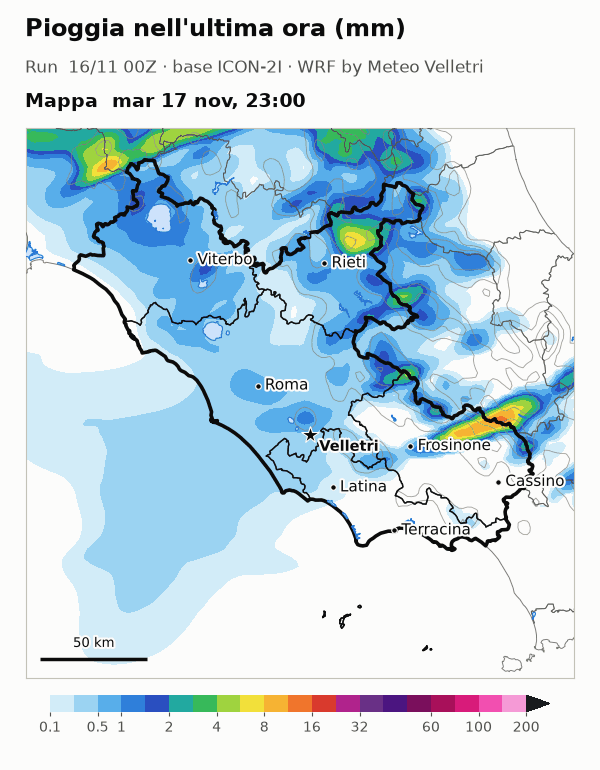 Pioggia nell'ultima ora (mm)
Run  16/11 00Z · base ICON-2I · WRF by Meteo Velletri
Mappa  mar 17 nov, 23:00
Viterbo
Rieti
Roma
Velletri
Frosinone
Latina
Cassino
Terracina
50 km
0.1 0.5 1 2 4 8 16 32 60 100 200